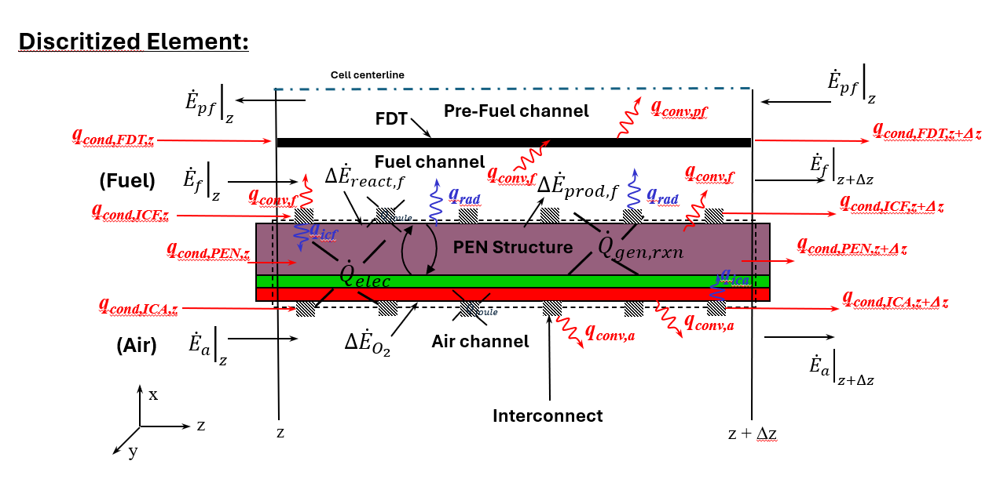 Discritized Element:
Cell centerline
Ė_pf|_z
Ė_pf|_z
Pre-Fuel channel
q_conv,pf
FDT
q_cond,FDT,z
q_cond,FDT,z+Δz
Fuel channel
(Fuel)
Ė_f|_z
ΔĖ_react,f
q_conv,f
ΔĖ_prod,f
q_conv,f
Ė_f|_z+Δz
q_conv,f
q_rad
q_rad
q_cond,ICF,z
q_cond,ICF,z+Δz
q_icf
q_cond,PEN,z
PEN Structure
Q̇_gen,rxn
q_cond,PEN,z+Δz
Q̇_elec
q_ica
q_cond,ICA,z
q_cond,ICA,z+Δz
(Air)
Ė_a|_z
ΔĖ_O₂
Air channel
q_conv,a
q_conv,a
Ė_a|_z+Δz
x
z
y
Interconnect
z
z + Δz